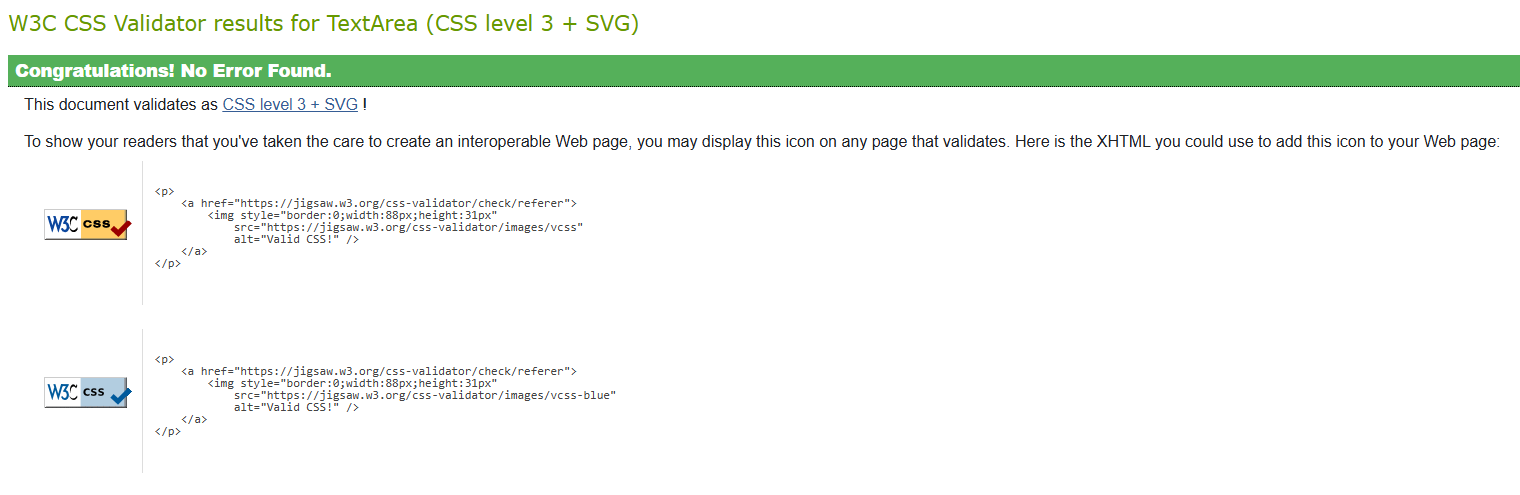 W3C CSS Validator results for TextArea (CSS level 3 + SVG)
Congratulations! No Error Found.
This document validates as CSS level 3 + SVG !
To show your readers that you've taken the care to create an interoperable Web page, you may display this icon on any page that validates. Here is the XHTML you could use to add this icon to your Web page:
W3C css
<p>
    <a href="https://jigsaw.w3.org/css-validator/check/referer">
        <img style="border:0;width:88px;height:31px"
            src="https://jigsaw.w3.org/css-validator/images/vcss"
            alt="Valid CSS!" />
    </a>
</p>
W3C css
<p>
    <a href="https://jigsaw.w3.org/css-validator/check/referer">
        <img style="border:0;width:88px;height:31px"
            src="https://jigsaw.w3.org/css-validator/images/vcss-blue"
            alt="Valid CSS!" />
    </a>
</p>